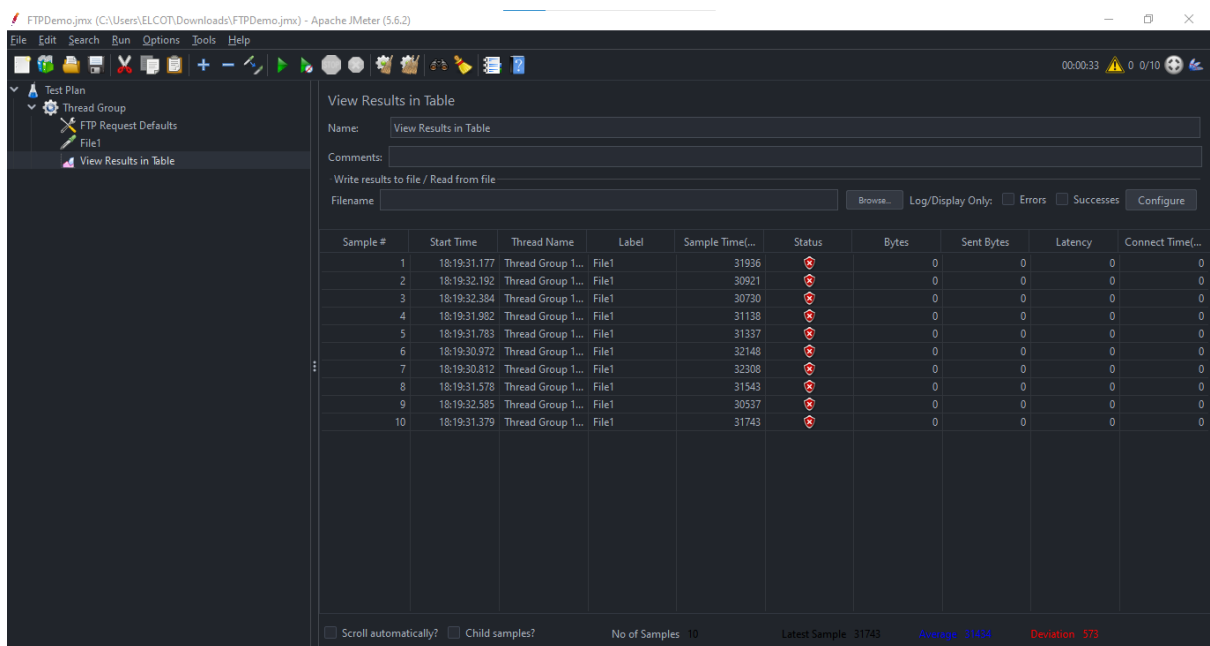 FTPDemo.jmx (C:\Users\ELCOT\Downloads\FTPDemo.jmx) - Apache JMeter (5.6.2)
File Edit Search Run Options Tools Help
00:00:33 0 0/10
Test Plan
Thread Group
FTP Request Defaults
File1
View Results in Table
View Results in Table
Name: View Results in Table
Comments:
Write results to file / Read from file
Filename Browse... Log/Display Only: Errors Successes Configure
Sample # Start Time Thread Name Label Sample Time(... Status Bytes Sent Bytes Latency Connect Time(...
1 18:19:31.177 Thread Group 1... File1 31936 0 0 0 0
2 18:19:32.192 Thread Group 1... File1 30921 0 0 0 0
3 18:19:32.384 Thread Group 1... File1 30730 0 0 0 0
4 18:19:31.982 Thread Group 1... File1 31138 0 0 0 0
5 18:19:31.783 Thread Group 1... File1 31337 0 0 0 0
6 18:19:30.972 Thread Group 1... File1 32148 0 0 0 0
7 18:19:30.812 Thread Group 1... File1 32308 0 0 0 0
8 18:19:31.578 Thread Group 1... File1 31543 0 0 0 0
9 18:19:32.585 Thread Group 1... File1 30537 0 0 0 0
10 18:19:31.379 Thread Group 1... File1 31743 0 0 0 0
Scroll automatically? Child samples? No of Samples 10 Latest Sample 31743 Average Deviation 573